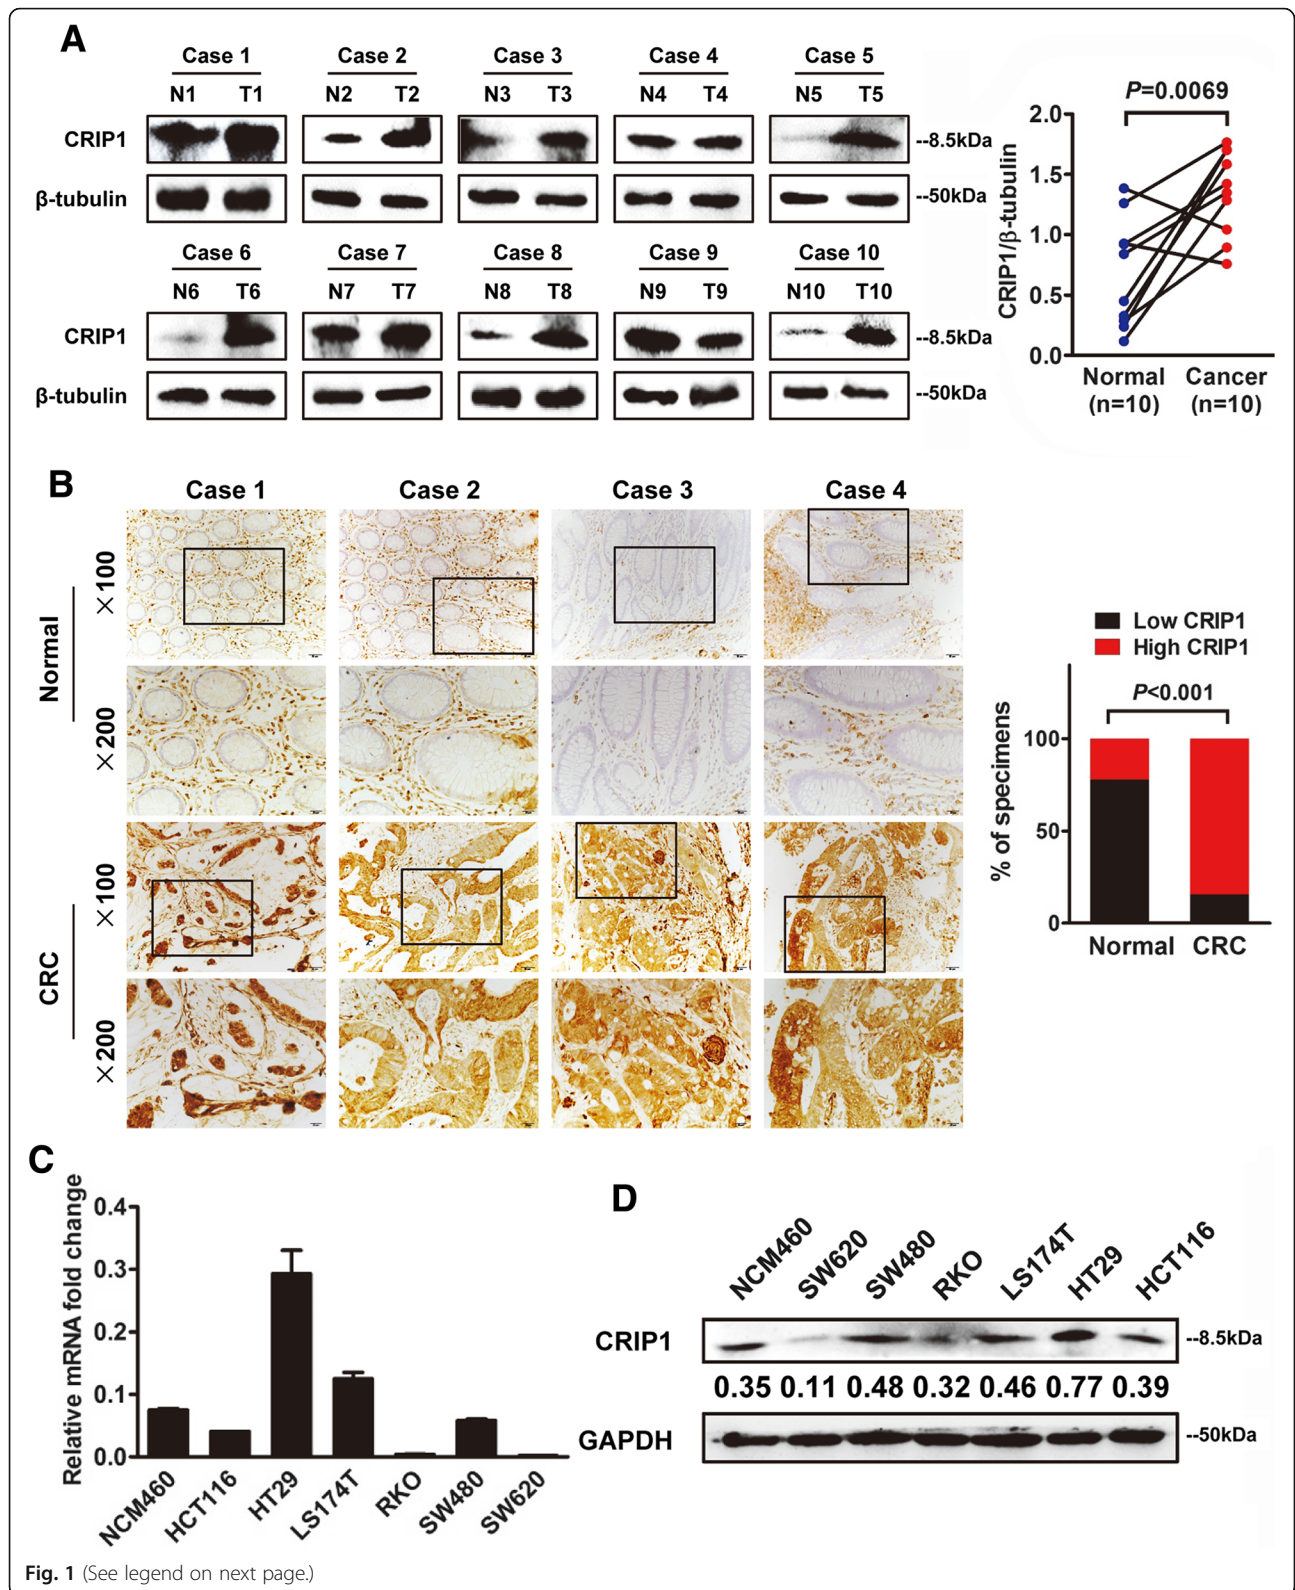 A
Case 1 Case 2 Case 3 Case 4 Case 5
N1 T1 N2 T2 N3 T3 N4 T4 N5 T5
CRIP1 --8.5kDa
β-tubulin --50kDa
Case 6 Case 7 Case 8 Case 9 Case 10
N6 T6 N7 T7 N8 T8 N9 T9 N10 T10
CRIP1 --8.5kDa
β-tubulin --50kDa
P=0.0069
CRIP1/β-tubulin
2.0
1.5
1.0
0.5
0.0
Normal Cancer
(n=10) (n=10)
B
Case 1 Case 2 Case 3 Case 4
Normal
×100
×200
CRC
×100
×200
Low CRIP1
High CRIP1
P<0.001
% of specimens
100
50
0
Normal CRC
C
Relative mRNA fold change
0.4
0.3
0.2
0.1
0.0
NCM460 HCT116 HT29 LS174T RKO SW480 SW620
D
NCM460 SW620 SW480 RKO LS174T HT29 HCT116
CRIP1 --8.5kDa
0.35 0.11 0.48 0.32 0.46 0.77 0.39
GAPDH --50kDa
Fig. 1 (See legend on next page.)